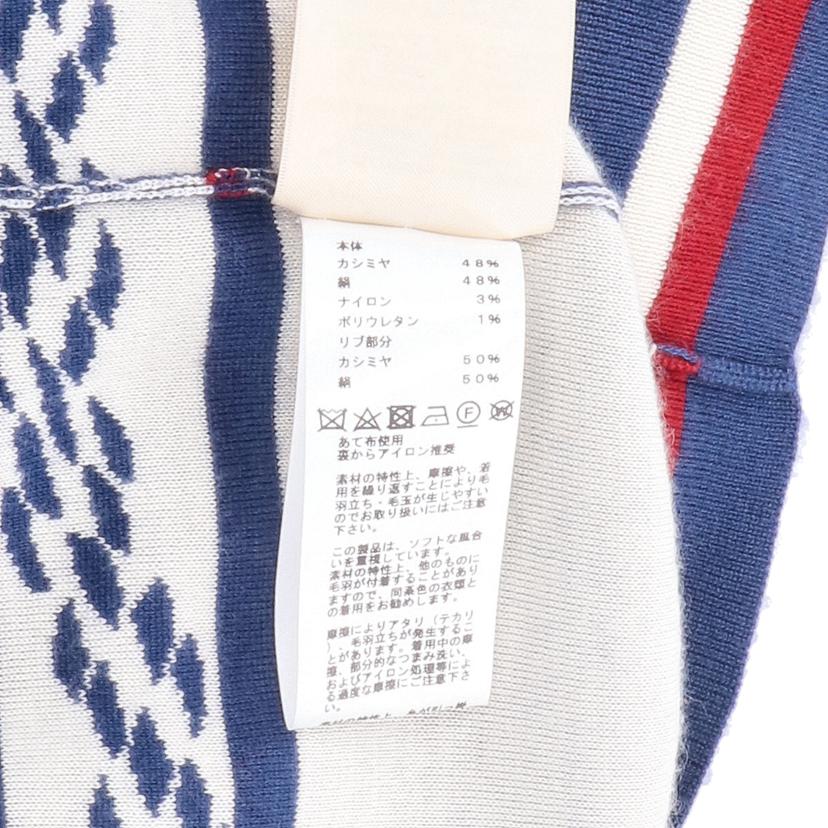 本体
カシミヤ 48%
絹 48%
ナイロン 3%
ポリウレタン 1%
リブ部分
カシミヤ 50%
絹 50%
F W
あて布使用
裏からアイロン推奨
素材の特性上、摩擦や、着
用を繰り返すことにより毛
羽立ち・毛玉が生じやすい
のでお取り扱いにはご注意
下さい。
この製品は、ソフトな風合
いを重視しています。
素材の特性上、他のものに
毛羽が付着することがあり
ますので、同系色の衣類と
の着用をお勧めします。
摩擦によりアタリ(テカリ
)、毛羽立ちが発生するこ
とがあります。着用中の摩
擦、部分的なつまみ洗い、
およびアイロン処理等によ
る過度な摩擦にご注意下さ
い。
素材の特性上、糸が引っ